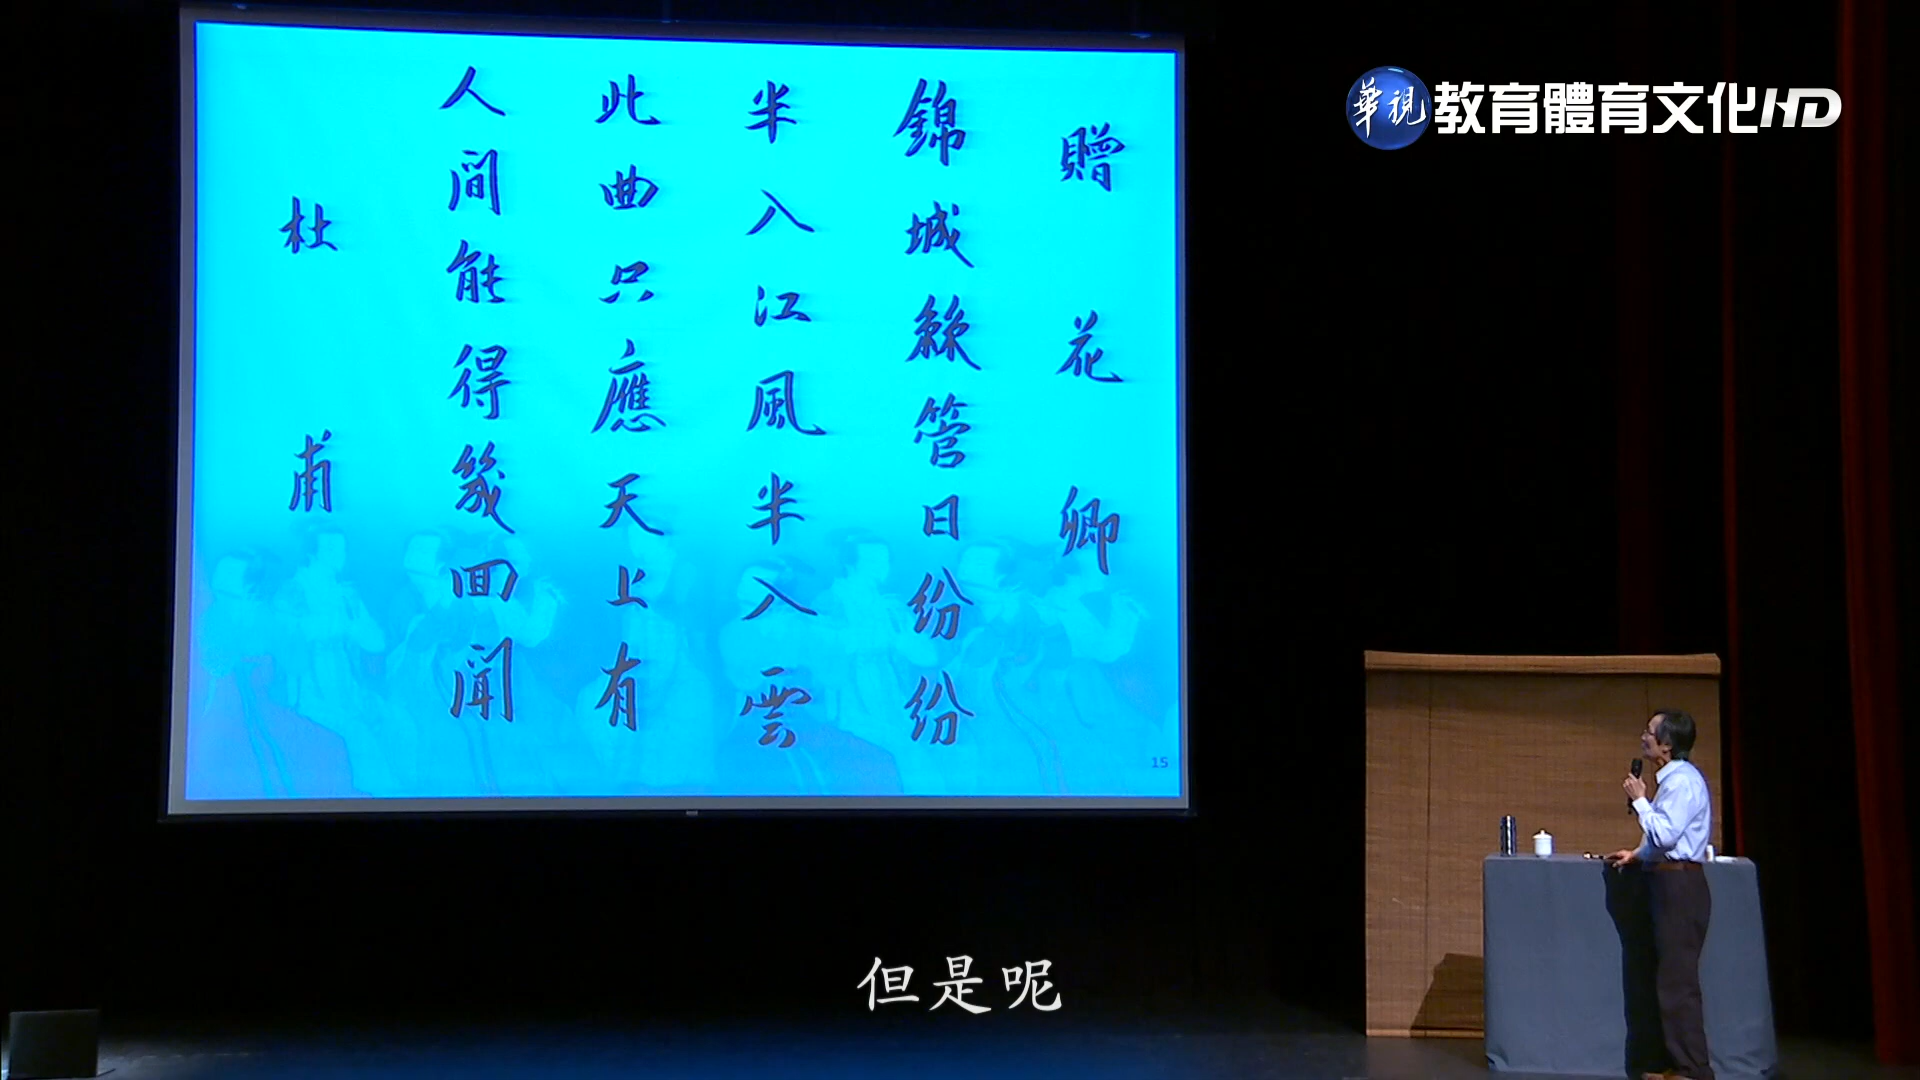 贈花卿
錦城絲管日紛紛
半入江風半入雲
此曲只應天上有
人間能得幾回聞
杜甫
15
華視 教育體育文化HD
但是呢